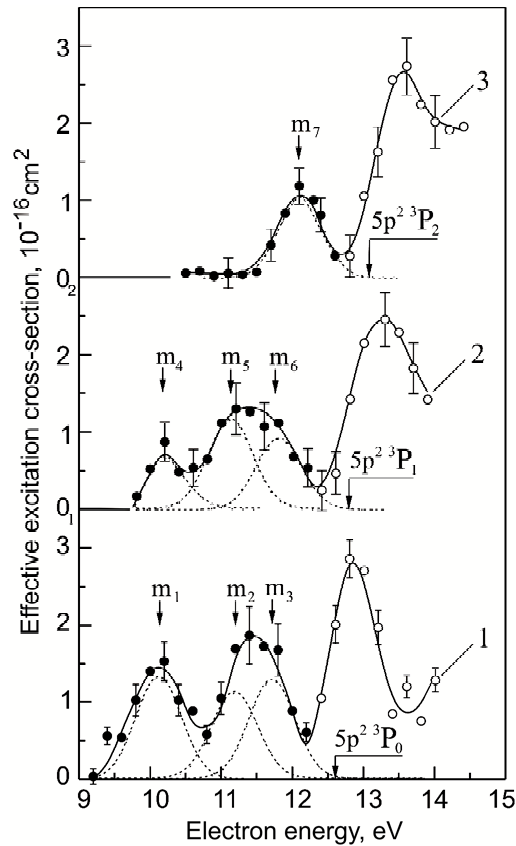 Effective excitation cross-section, 10⁻¹⁶cm²
3
2
1
0
2
m₇
3
5p² ³P₂
2
1
0
1
m₄
m₅
m₆
2
5p² ³P₁
3
2
1
0
m₁
m₂
m₃
1
5p² ³P₀
9 10 11 12 13 14 15
Electron energy, eV